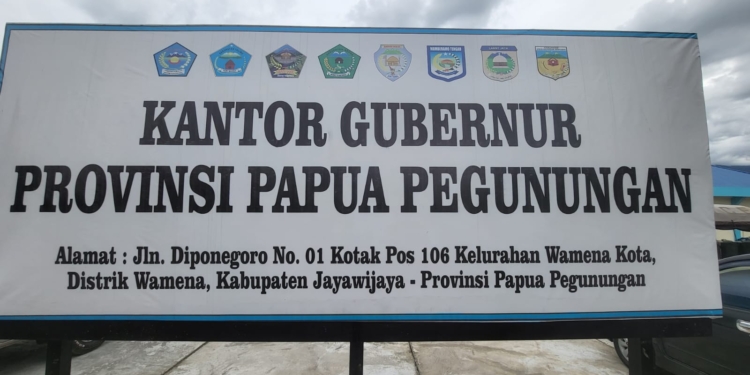 KANTOR GUBERNUR
PROVINSI PAPUA PEGUNUNGAN
Alamat : Jln. Diponegoro No. 01 Kotak Pos 106 Kelurahan Wamena Kota,
Distrik Wamena, Kabupaten Jayawijaya - Provinsi Papua Pegunungan